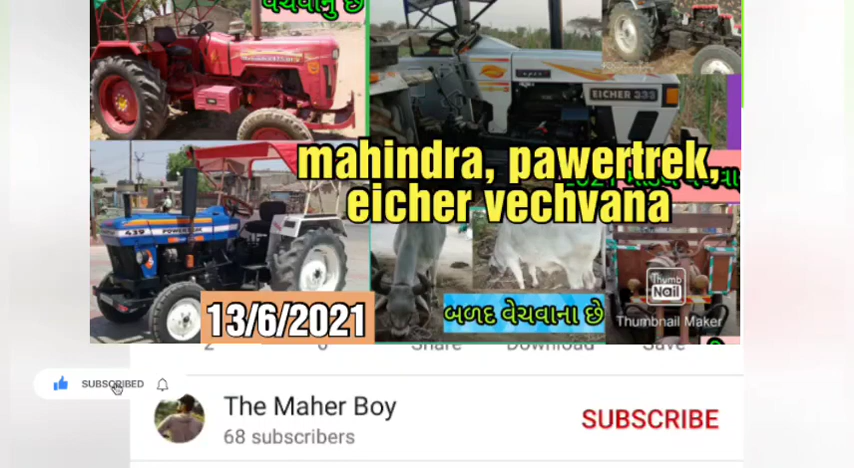 વેચવાનું છે
EICHER 333
mahindra, pawertrek,
eicher vechvana
439 POWERTRAC
13/6/2021
બળદ વેચવાના છે
Thumb
Nail
Thumbnail Maker
Share Download Save
SUBSCRIBED
The Maher Boy
68 subscribers
SUBSCRIBE